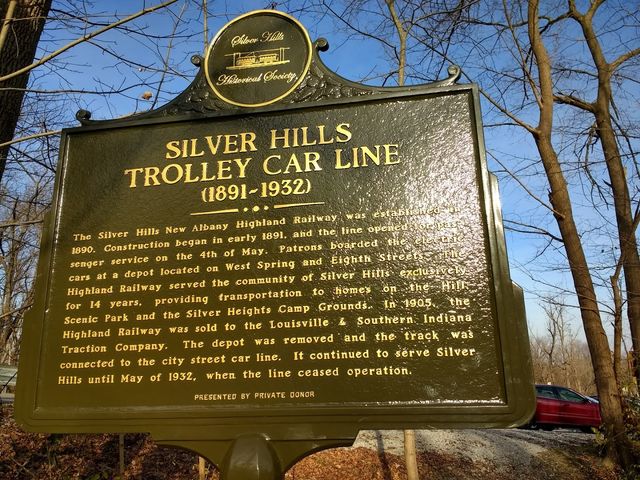 Silver Hills
Historical Society
SILVER HILLS
TROLLEY CAR LINE
(1891-1932)
The Silver Hills New Albany Highland Railway was established in
1890. Construction began in early 1891, and the line opened for pas-
senger service on the 4th of May. Patrons boarded the electric
cars at a depot located on West Spring and Eighth Streets. The
Highland Railway served the community of Silver Hills exclusively
for 14 years, providing transportation to homes on the Hill,
Scenic Park and the Silver Heights Camp Grounds. In 1905, the
Highland Railway was sold to the Louisville & Southern Indiana
Traction Company. The depot was removed and the track was
connected to the city street car line. It continued to serve Silver
Hills until May of 1932, when the line ceased operation.
PRESENTED BY PRIVATE DONOR